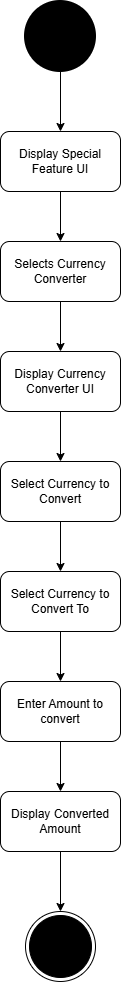 Display Special
Feature UI
Selects Currency
Converter
Display Currency
Converter UI
Select Currency to
Convert
Select Currency to
Convert To
Enter Amount to
convert
Display Converted
Amount